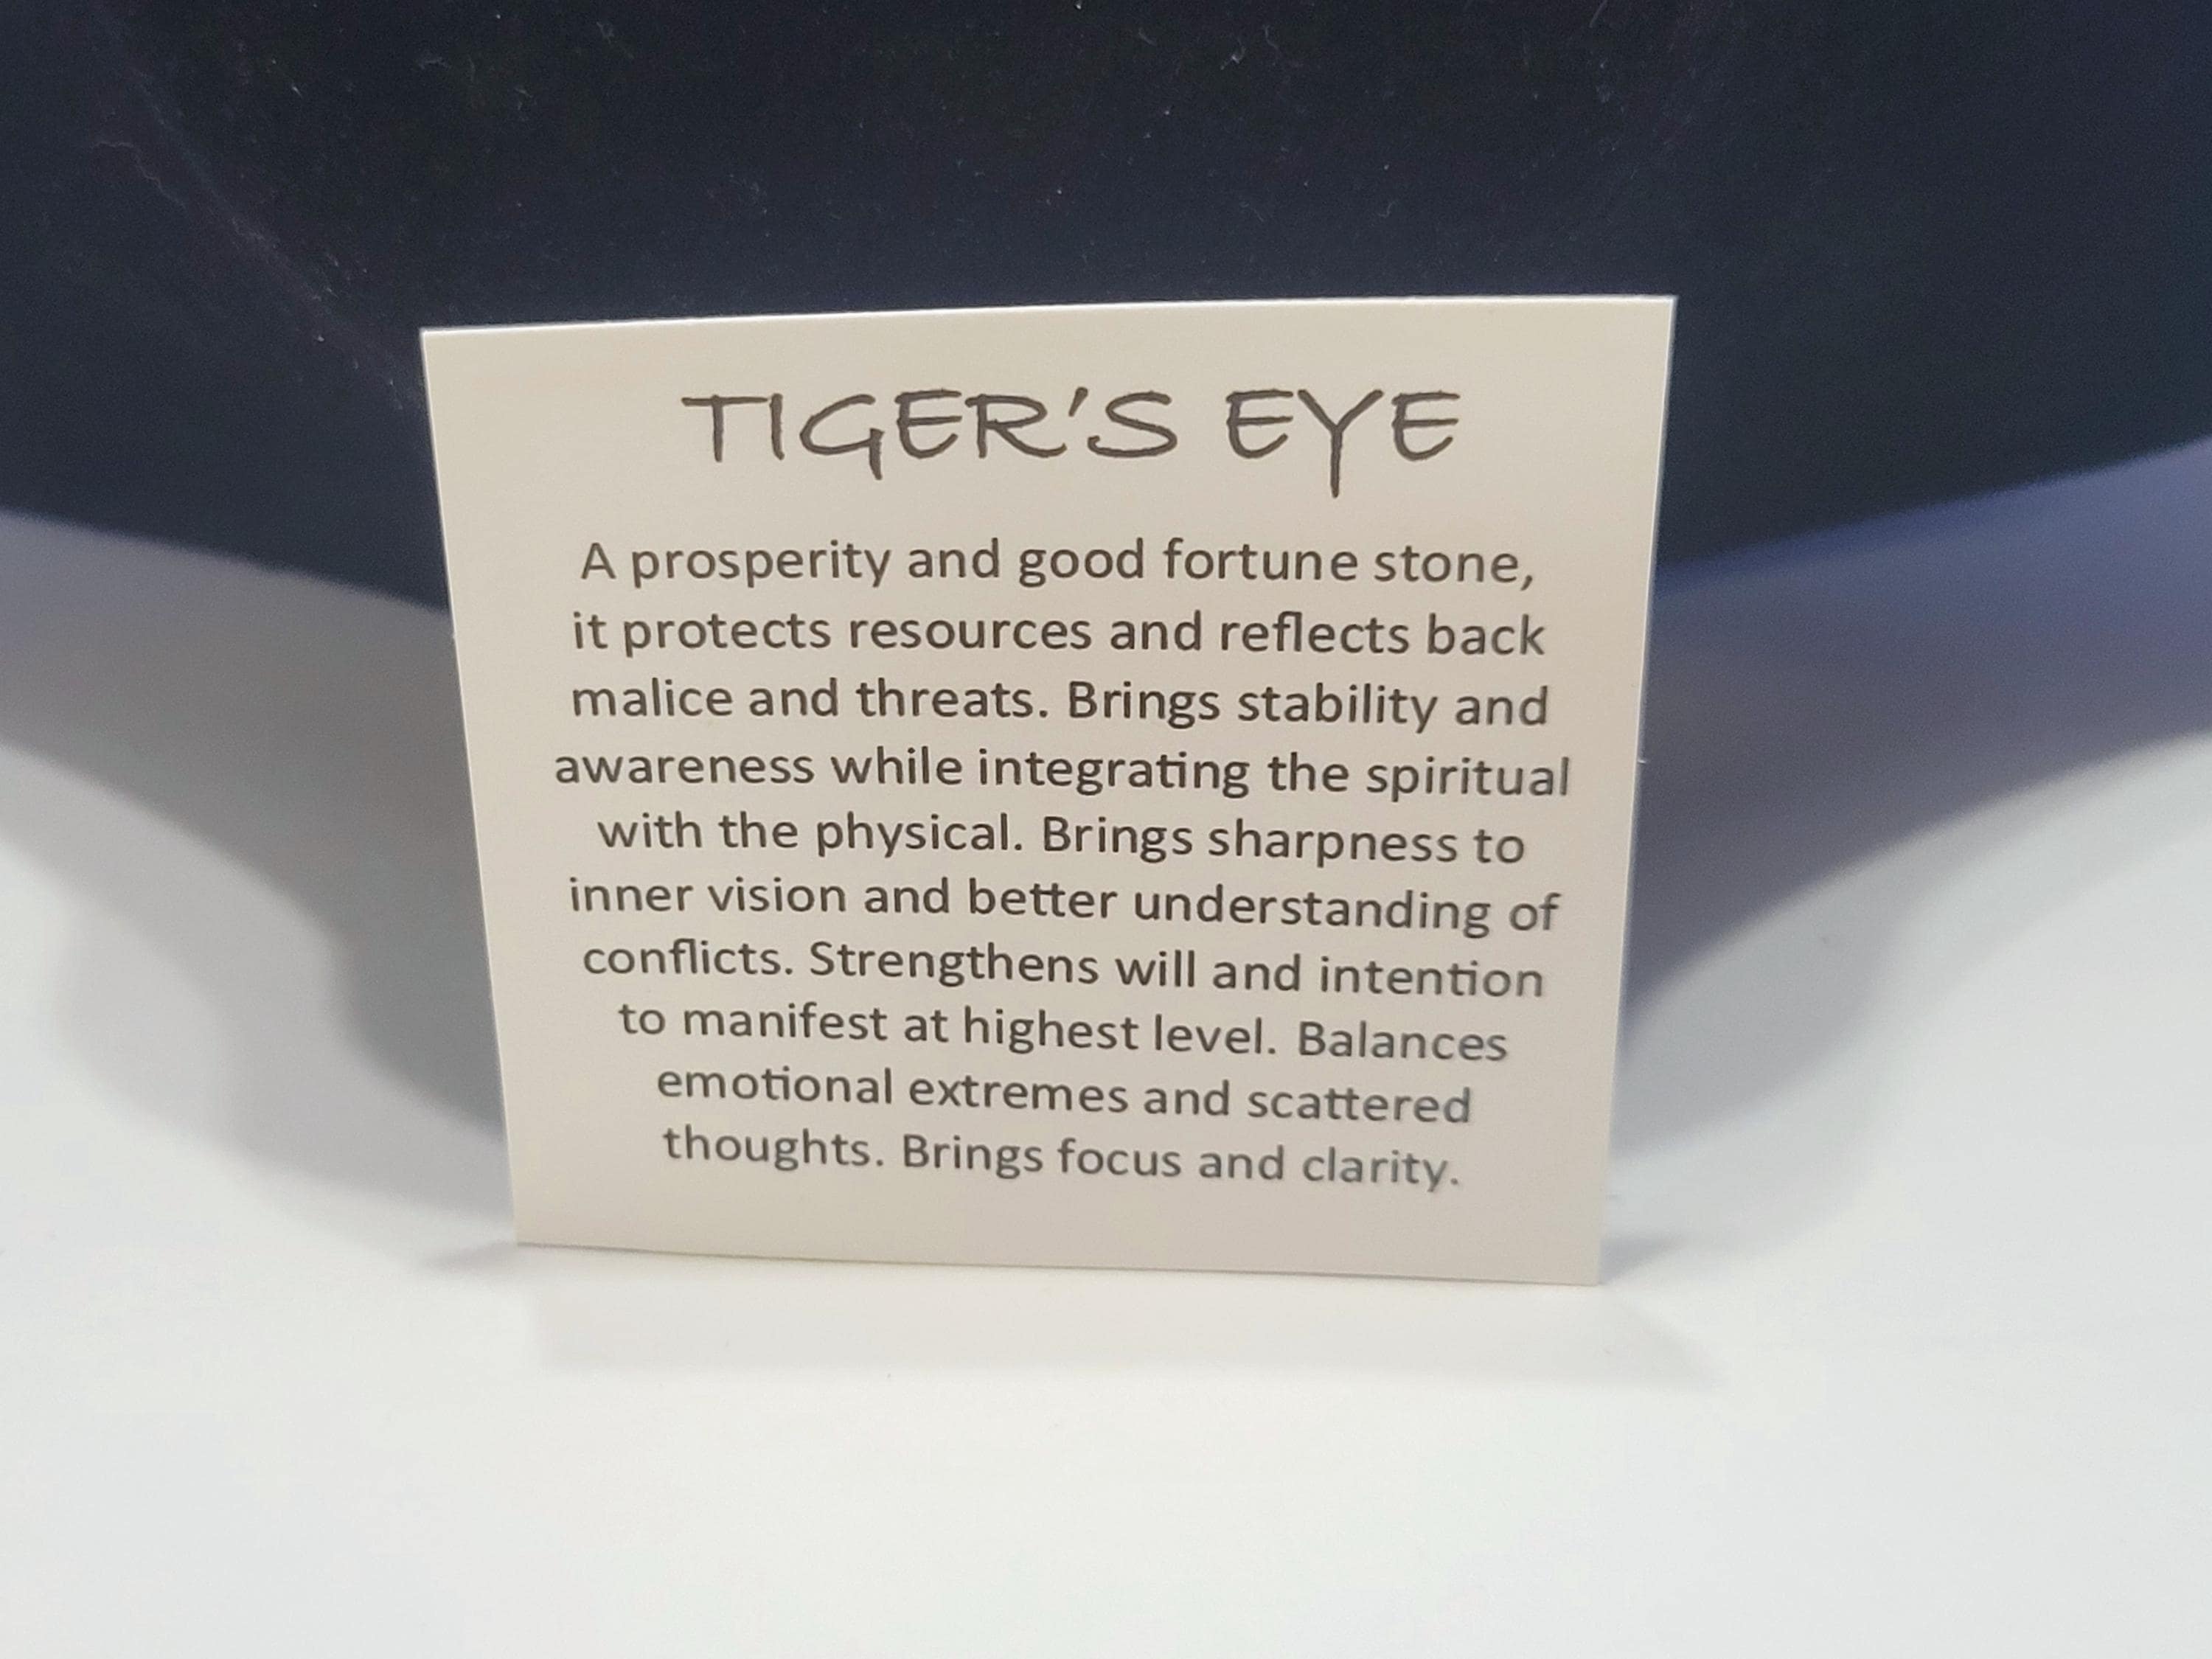 TIGER'S EYE
A prosperity and good fortune stone,
it protects resources and reflects back
malice and threats. Brings stability and
awareness while integrating the spiritual
with the physical. Brings sharpness to
inner vision and better understanding of
conflicts. Strengthens will and intention
to manifest at highest level. Balances
emotional extremes and scattered
thoughts. Brings focus and clarity.